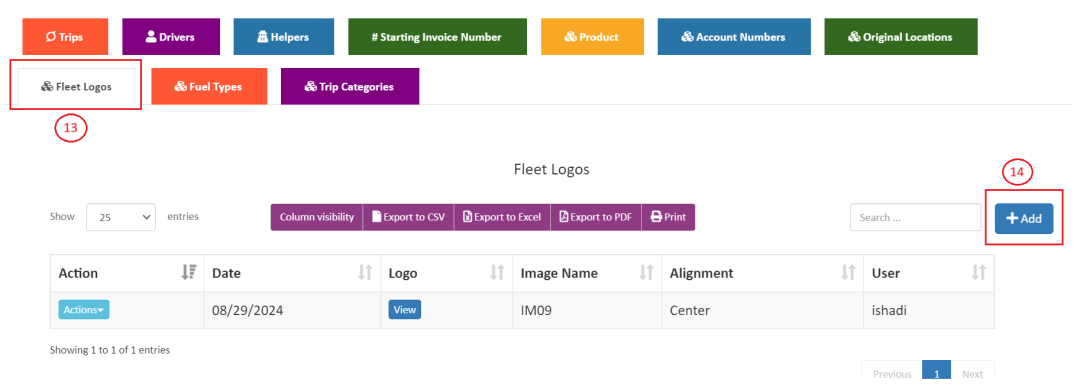 Trips Drivers Helpers # Starting Invoice Number Product Account Numbers Original Locations
Fleet Logos Fuel Types Trip Categories
13
Fleet Logos
14
Show 25 entries Column visibility Export to CSV Export to Excel Export to PDF Print Search ... + Add
Action Date Logo Image Name Alignment User
Actions 08/29/2024 View IM09 Center ishadi
Showing 1 to 1 of 1 entries
Previous 1 Next